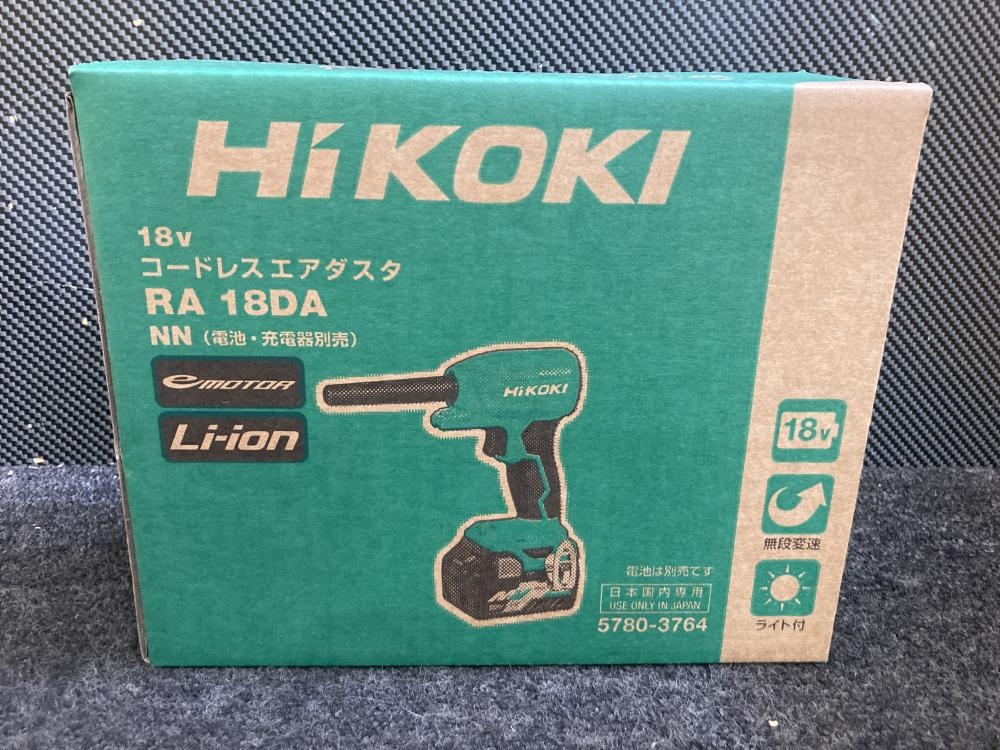 HiKOKI
18v
コードレスエアダスタ
RA 18DA
NN（電池・充電器別売）
e MOTOR
Li-ion
HiKOKI
18v
無段変速
ライト付
電池は別売です
日本国内専用
USE ONLY IN JAPAN
5780-3764